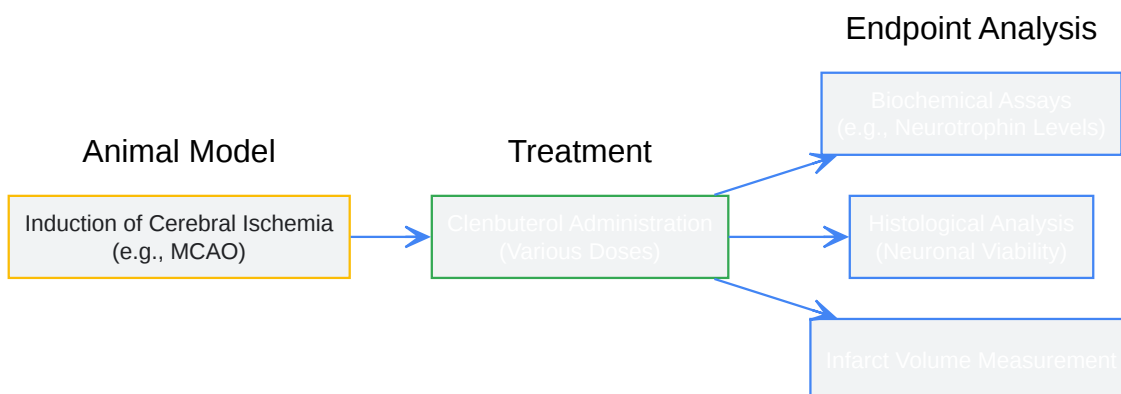 Endpoint Analysis
Biochemical Assays
(e.g., Neurotrophin Levels)
Animal Model
Treatment
Induction of Cerebral Ischemia
(e.g., MCAO)
Clenbuterol Administration
(Various Doses)
Histological Analysis
(Neuronal Viability)
Infarct Volume Measurement